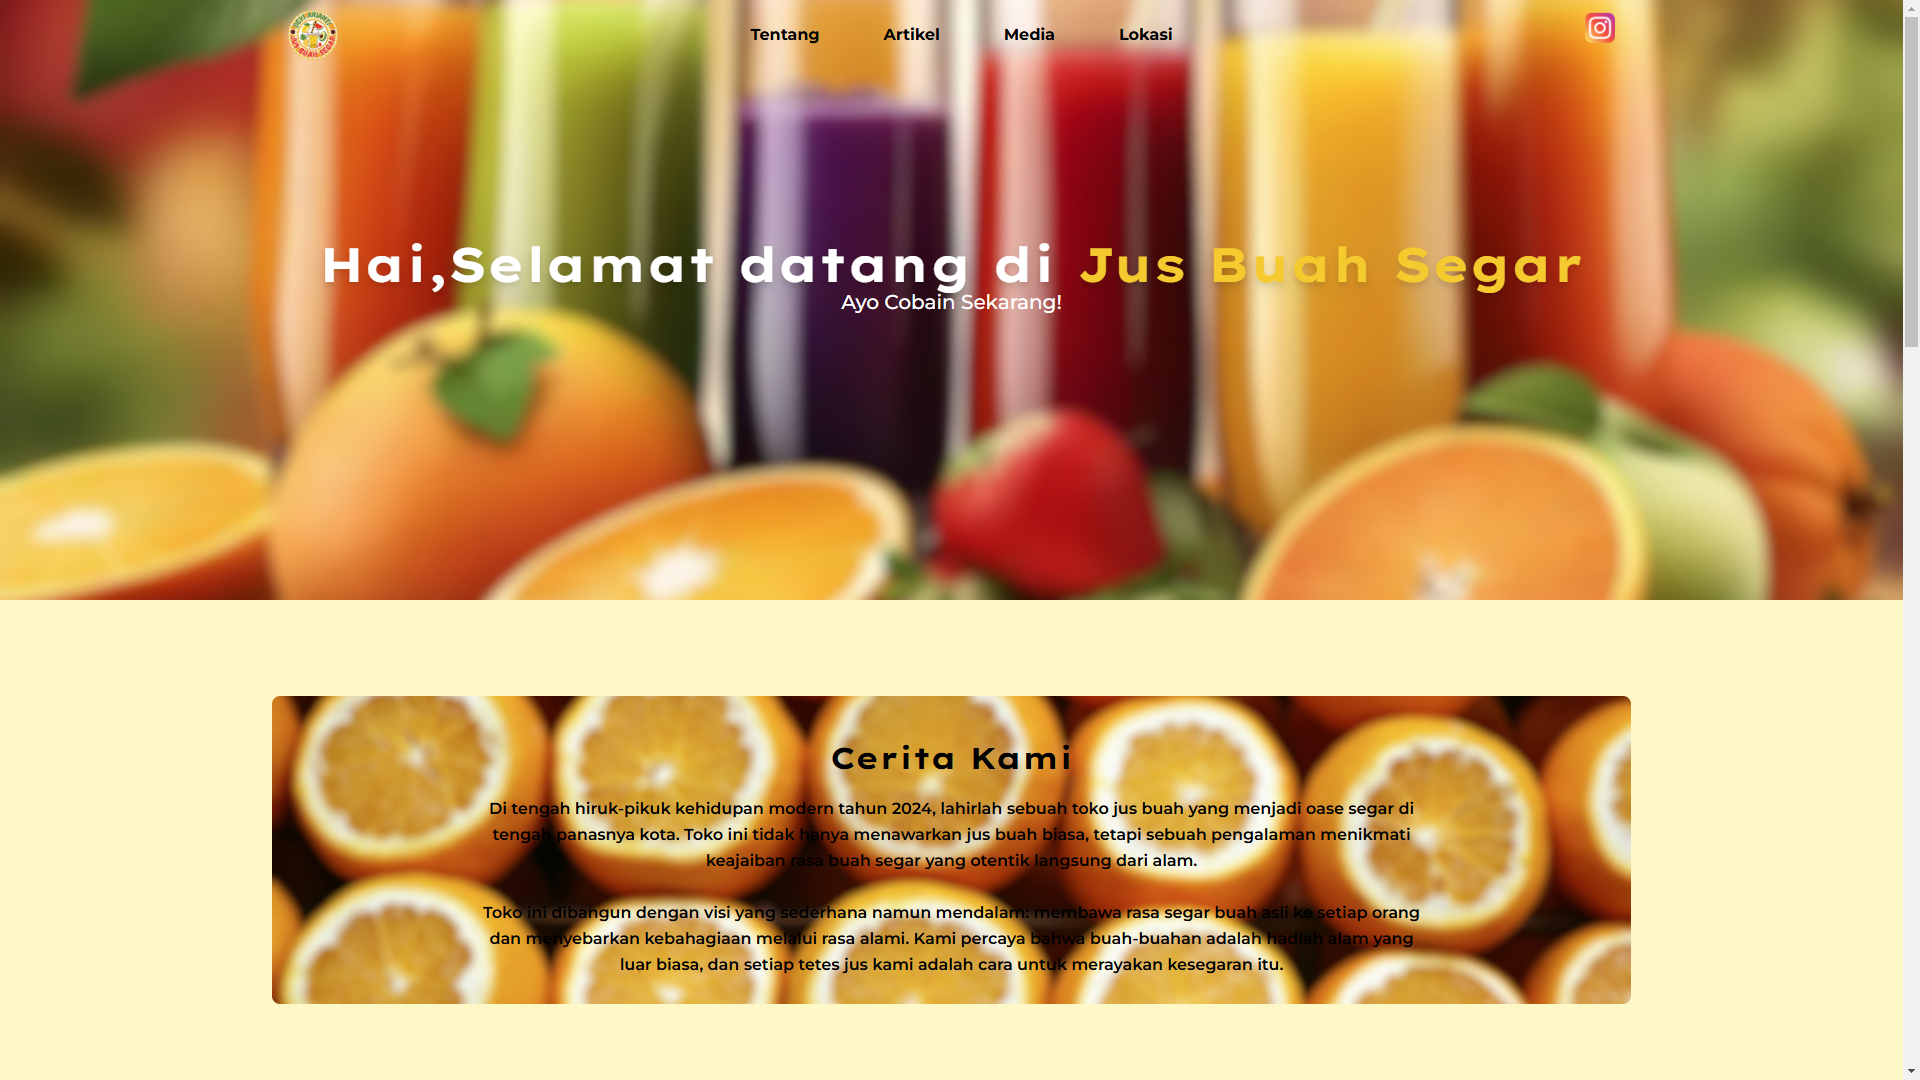 Tentang
Artikel
Media
Lokasi
Hai,Selamat datang di Jus Buah Segar
Ayo Cobain Sekarang!
Cerita Kami
Di tengah hiruk-pikuk kehidupan modern tahun 2024, lahirlah sebuah toko jus buah yang menjadi oase segar di
tengah panasnya kota. Toko ini tidak hanya menawarkan jus buah biasa, tetapi sebuah pengalaman menikmati
keajaiban rasa buah segar yang otentik langsung dari alam.
Toko ini dibangun dengan visi yang sederhana namun mendalam: membawa rasa segar buah asli ke setiap orang
dan menyebarkan kebahagiaan melalui rasa alami. Kami percaya bahwa buah-buahan adalah hadiah alam yang
luar biasa, dan setiap tetes jus kami adalah cara untuk merayakan kesegaran itu.